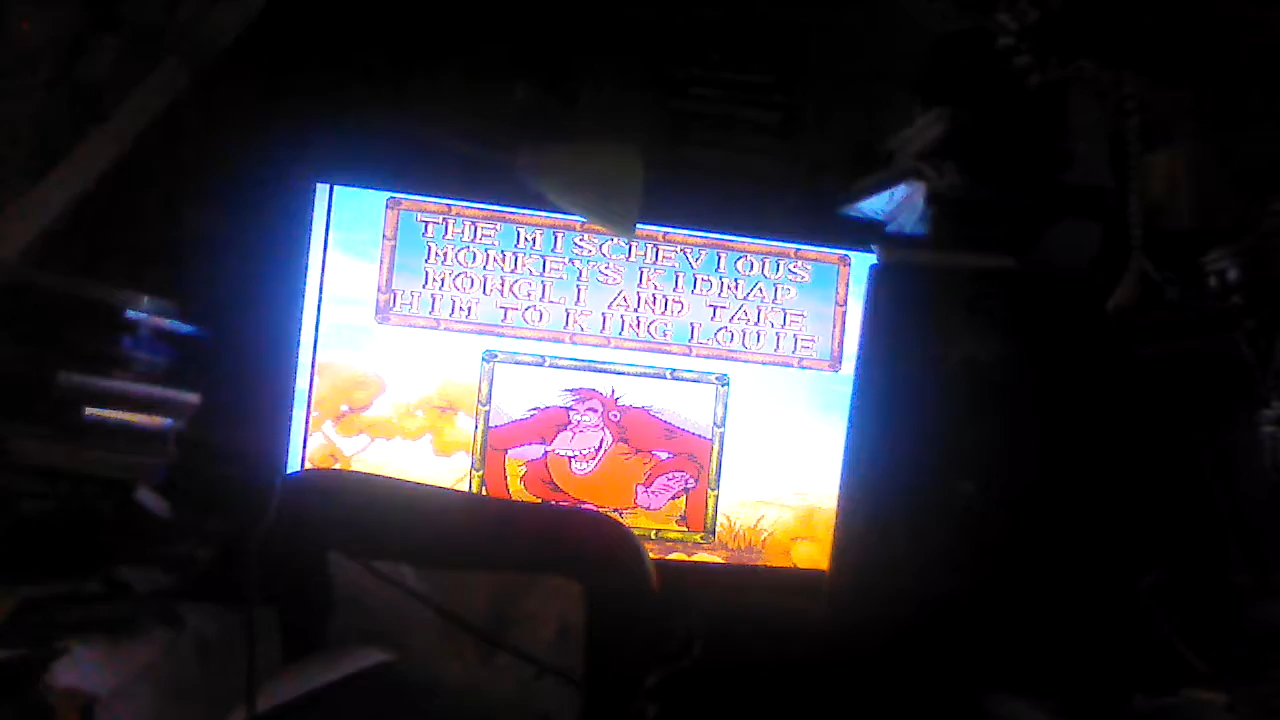 THE MISCHEVIOUS
MONKEYS KIDNAP
MOWGLI AND TAKE
HIM TO KING LOUIE